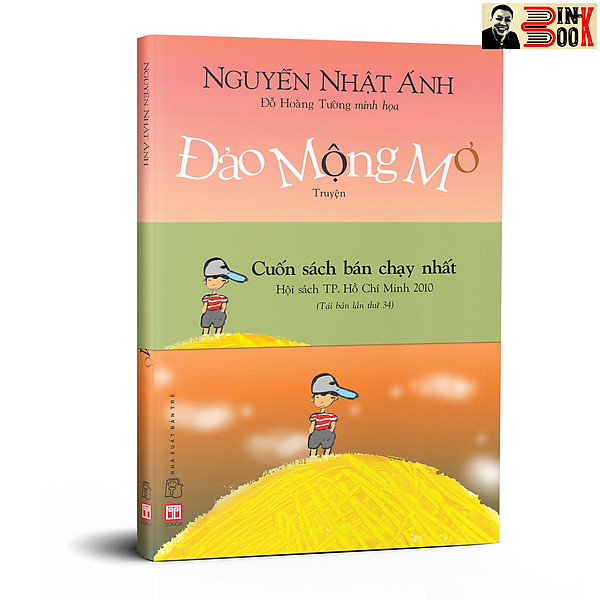 BINBOOK
NGUYỄN NHẬT ÁNH
Đỗ Hoàng Tường minh họa
Đảo Mộng Mơ
Truyện
Cuốn sách bán chạy nhất
Hội sách TP. Hồ Chí Minh 2010
(Tái bản lần thứ 34)
NGUYỄN NHẬT ÁNH
Mơ
NHÀ XUẤT BẢN TRẺ